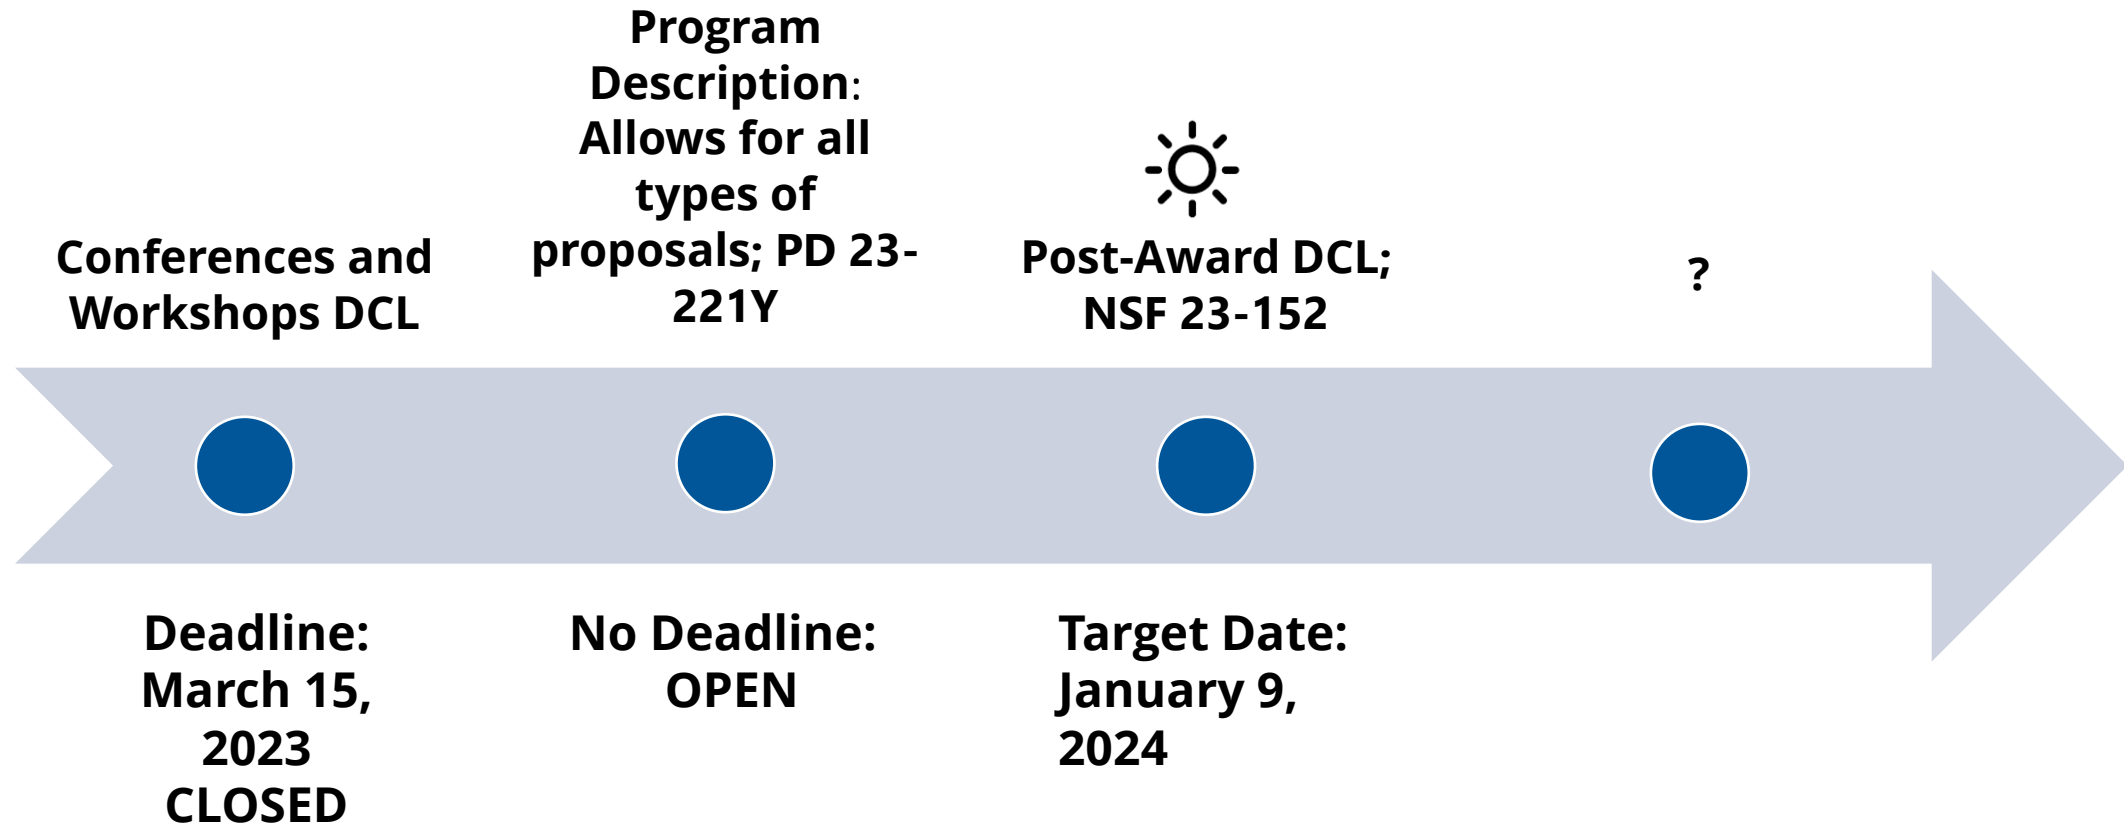 Program
Description:
Allows for all
types of
proposals; PD 23-
221Y
Conferences and
Workshops DCL
Post-Award DCL;
NSF 23-152
?
Deadline:
March 15,
2023
CLOSED
No Deadline:
OPEN
Target Date:
January 9,
2024